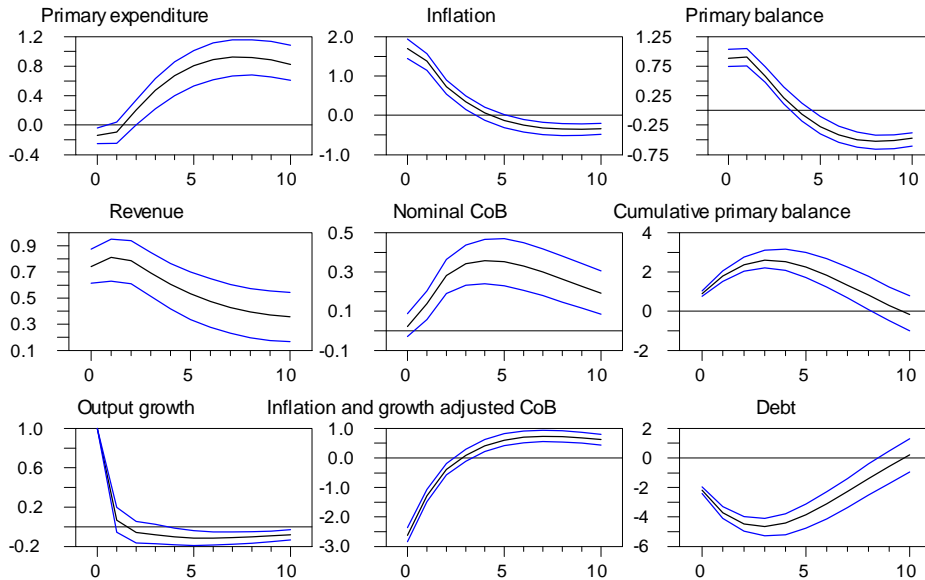 Primary expenditure Inflation Primary balance
1.2 2.0 1.25
0.8 1.0 0.75
0.4 0.25
0.0 0.0 -0.25
-0.4 -1.0 -0.75
0 5 10 0 5 10 0 5 10
Revenue Nominal CoB Cumulative primary balance
0.9 0.5 4
0.7 0.3 2
0.5 0.1 0
0.3
0.1 -0.1 -2
0 5 10 0 5 10 0 5 10
Output growth Inflation and growth adjusted CoB Debt
1.0 1.0 2
0.0 0
-1.0 -2
0.2 -2.0 -4
-0.2 -3.0 -6
0 5 10 0 5 10 0 5 10